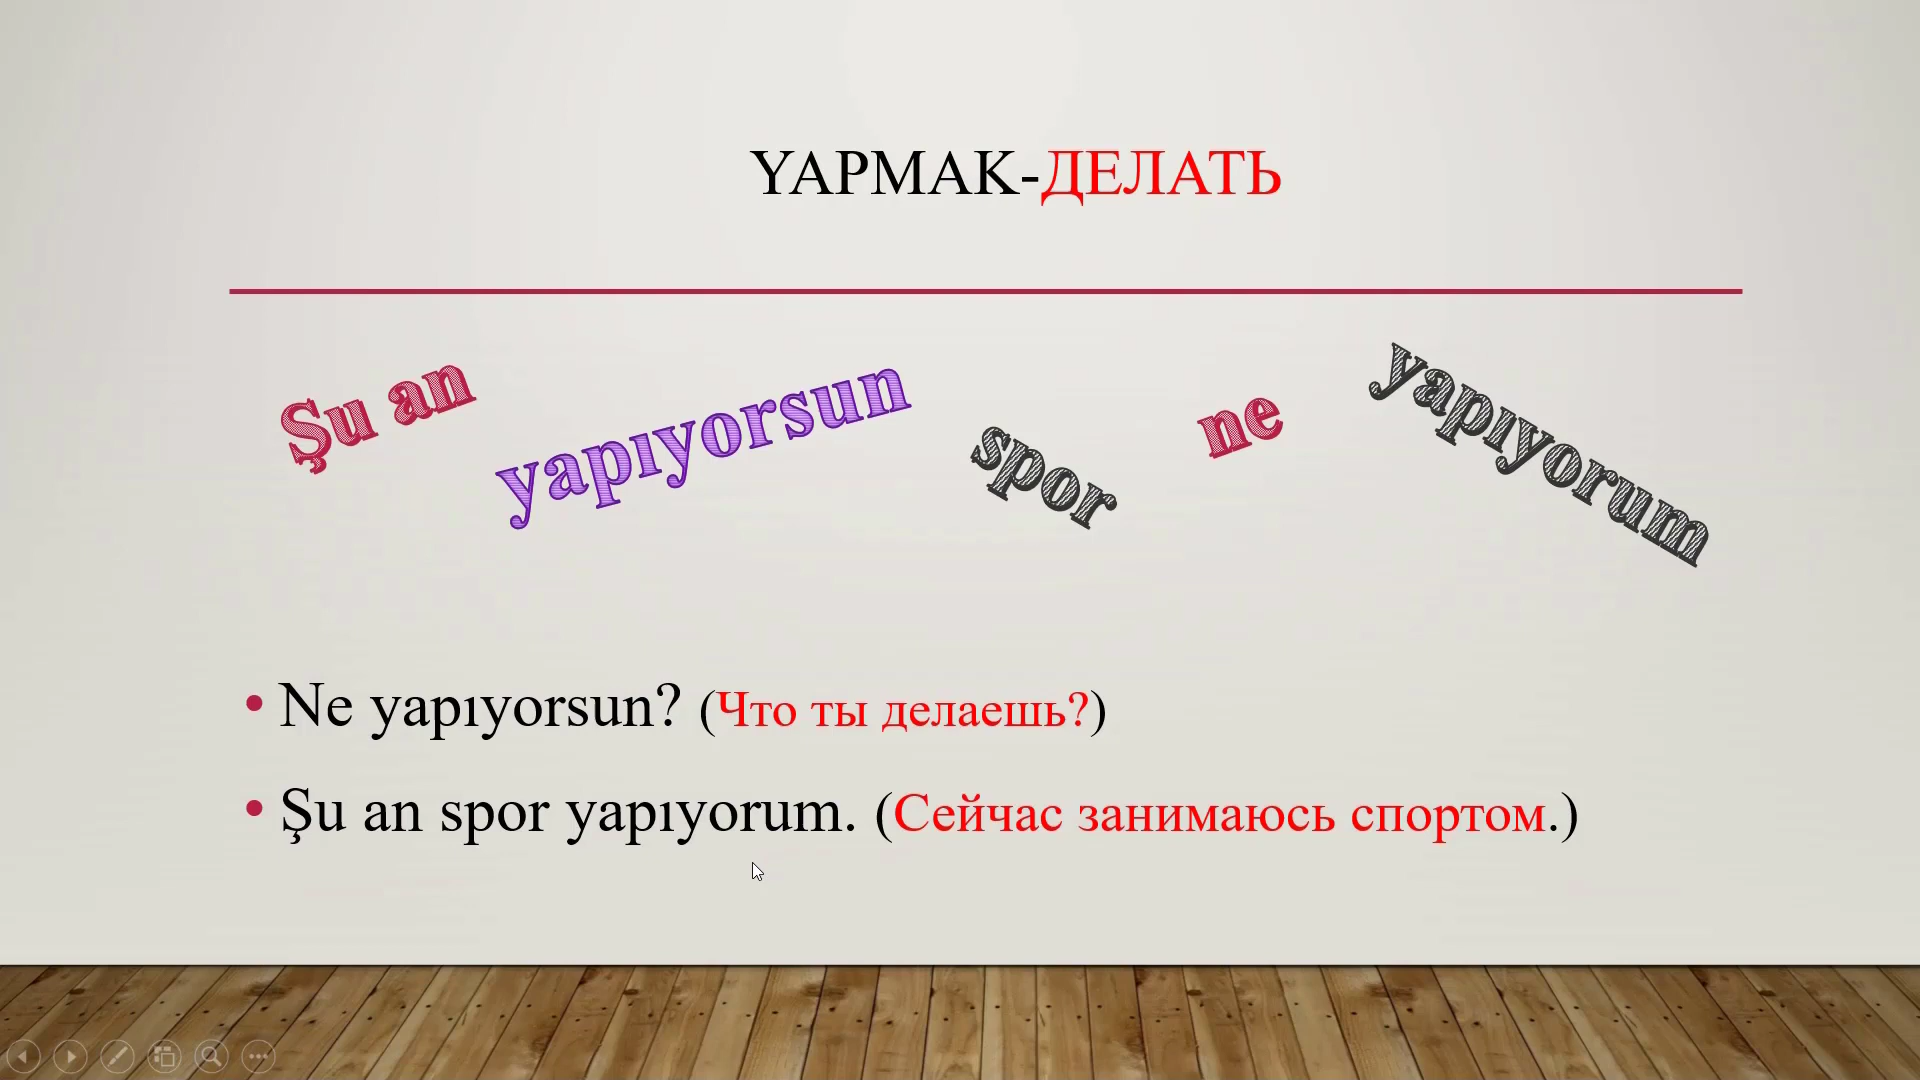 YAPMAK-ДЕЛАТЬ
Şu an yapıyorsun spor ne yapıyorum
• Ne yapıyorsun? (Что ты делаешь?)
• Şu an spor yapıyorum. (Сейчас занимаюсь спортом.)